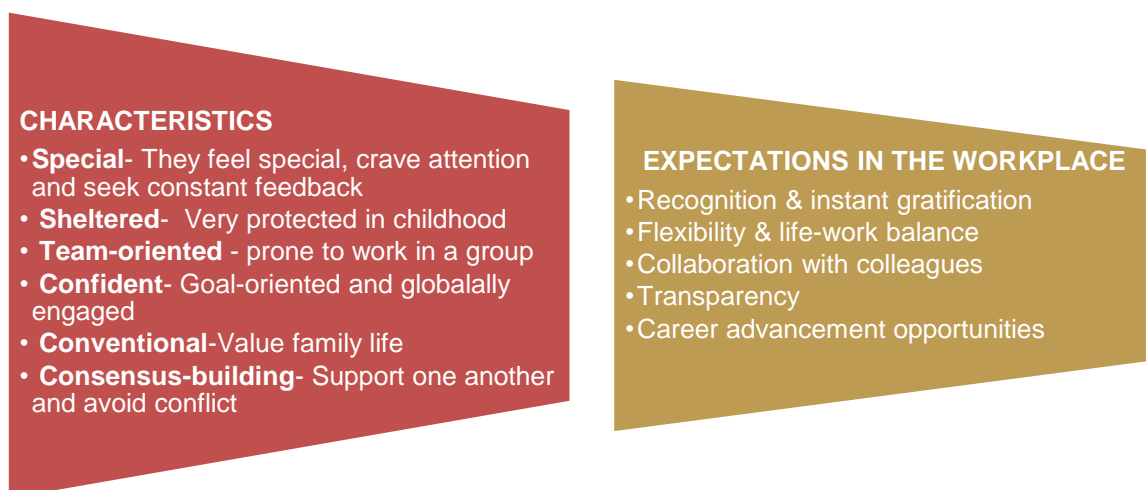 CHARACTERISTICS
•Special- They feel special, crave attention
and seek constant feedback
• Sheltered-  Very protected in childhood
• Team-oriented - prone to work in a group
• Confident- Goal-oriented and globalally
engaged
• Conventional-Value family life
• Consensus-building- Support one another
and avoid conflict
EXPECTATIONS IN THE WORKPLACE
•Recognition & instant gratification
•Flexibility & life-work balance
•Collaboration with colleagues
•Transparency
•Career advancement opportunities